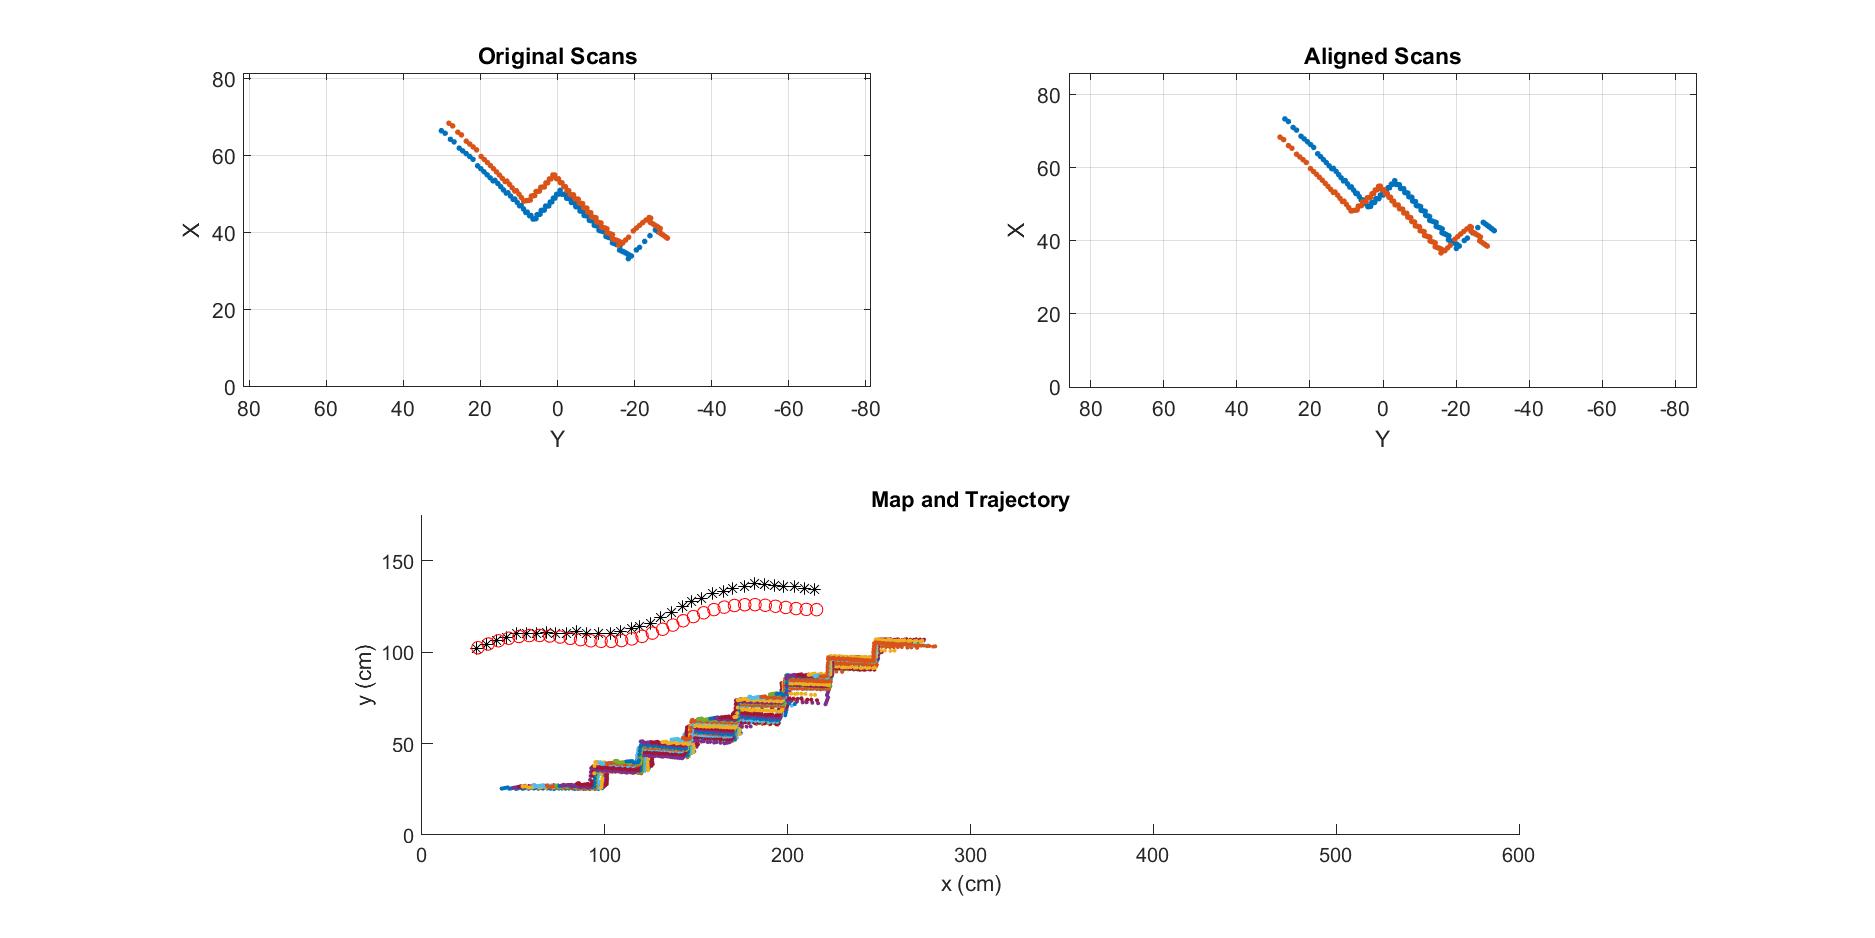 Original Scans
80
60
40
20
0
X
80 60 40 20 0 -20 -40 -60 -80
Y
Aligned Scans
80
60
40
20
0
X
80 60 40 20 0 -20 -40 -60 -80
Y
Map and Trajectory
150
100
50
0
y (cm)
0 100 200 300 400 500 600
x (cm)